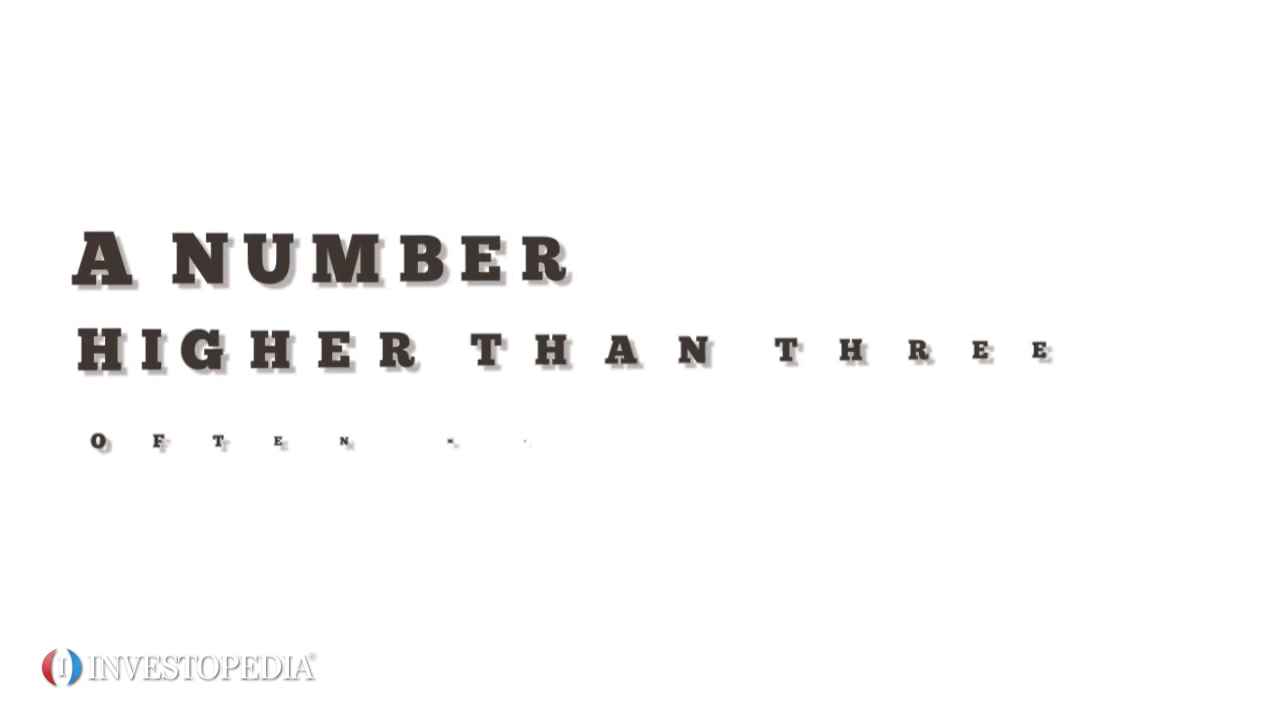 A NUMBER
HIGHER THAN THREE
OFTEN
INVESTOPEDIA®